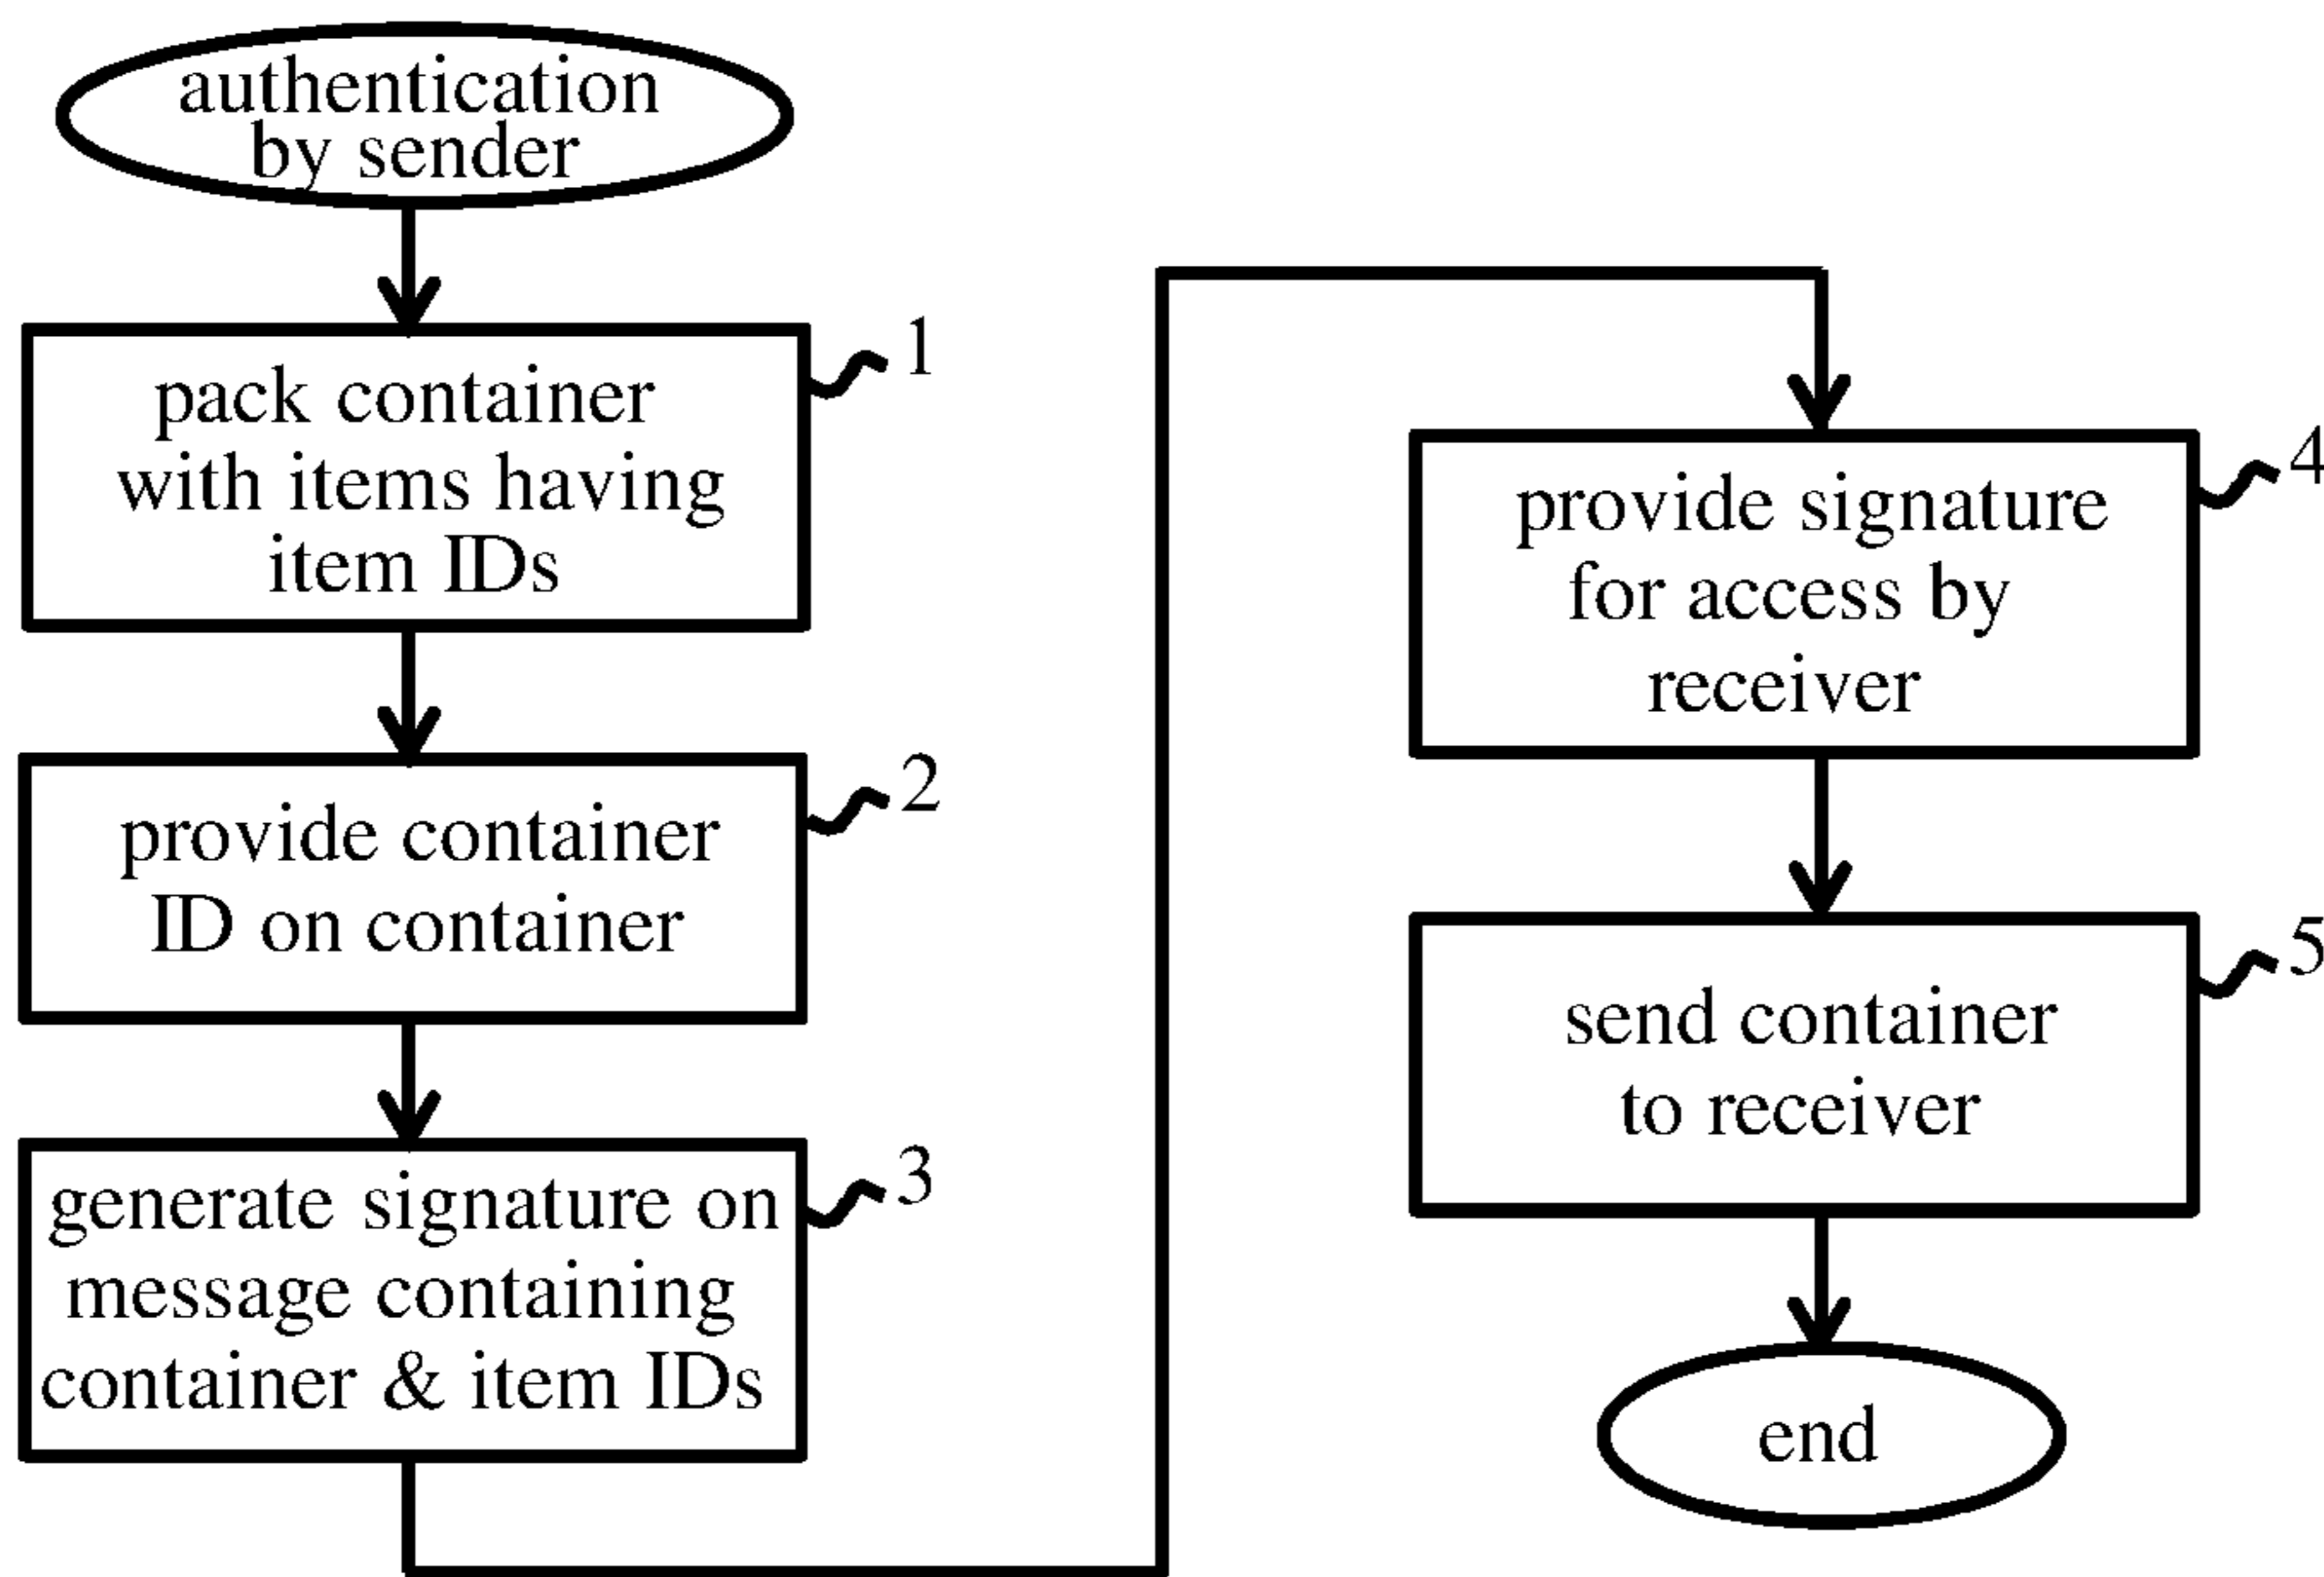 authentication
by sender
1
pack container
with items having
item IDs
2
provide container
ID on container
3
generate signature on
message containing
container & item IDs
4
provide signature
for access by
receiver
5
send container
to receiver
end